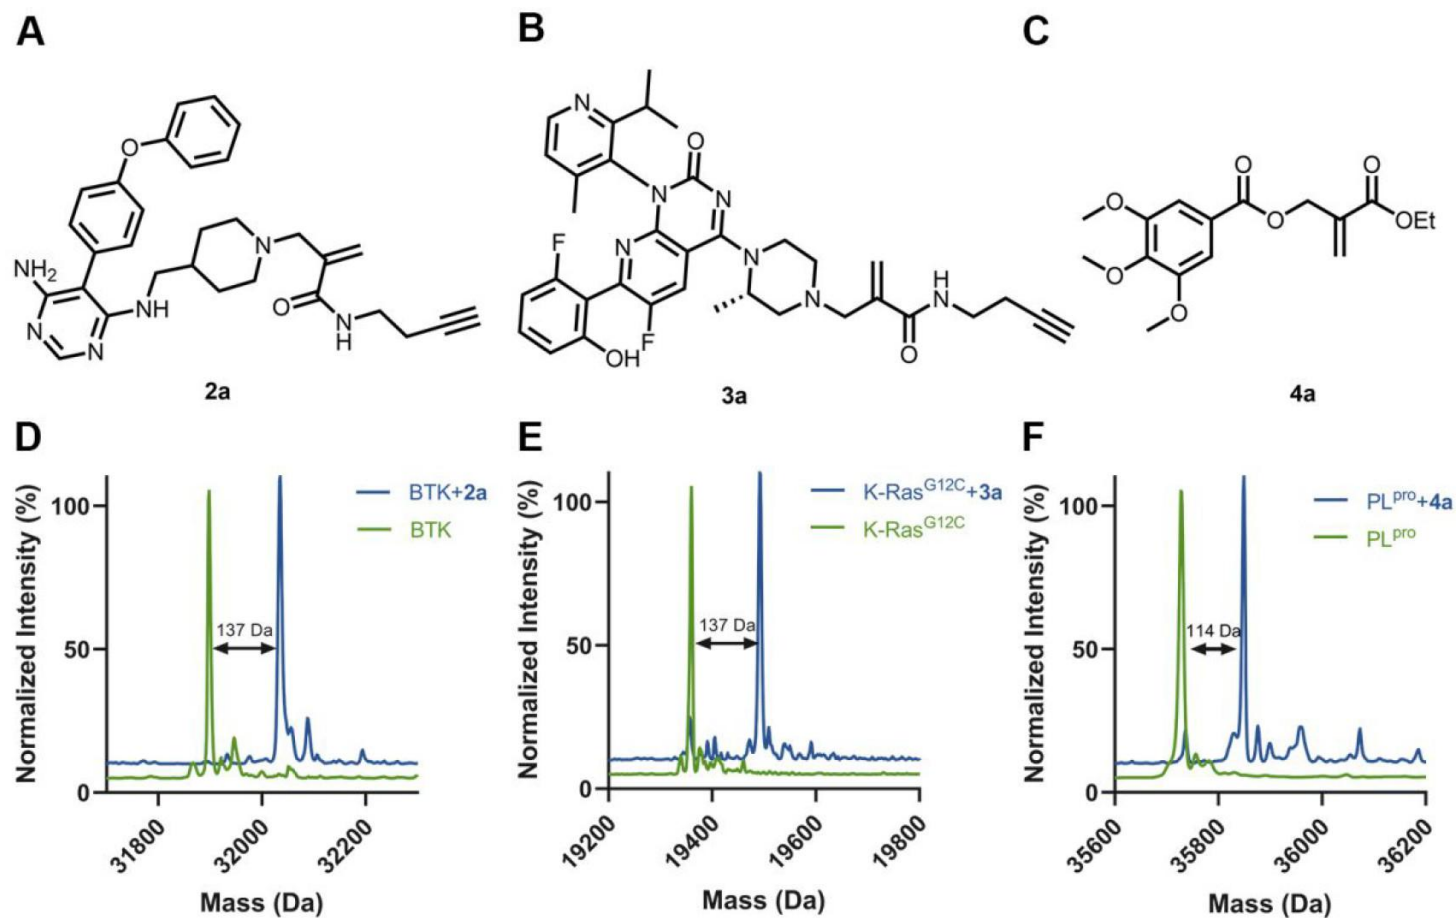 A
B
C
O
NH2
N
N
NH
N
O
N
H
2a
N
O
N
N
N
F
N
N
F
OH
O
H
N
3a
O
O
O
O
O
O
OEt
4a
D
E
F
BTK+2a
BTK
K-RasG12C+3a
K-RasG12C
PLpro+4a
PLpro
Normalized Intensity (%)
100
50
0
137 Da
31800
32000
32200
Mass (Da)
Normalized Intensity (%)
100
50
0
137 Da
19200
19400
19600
19800
Mass (Da)
Normalized Intensity (%)
100
50
0
114 Da
35600
35800
36000
36200
Mass (Da)